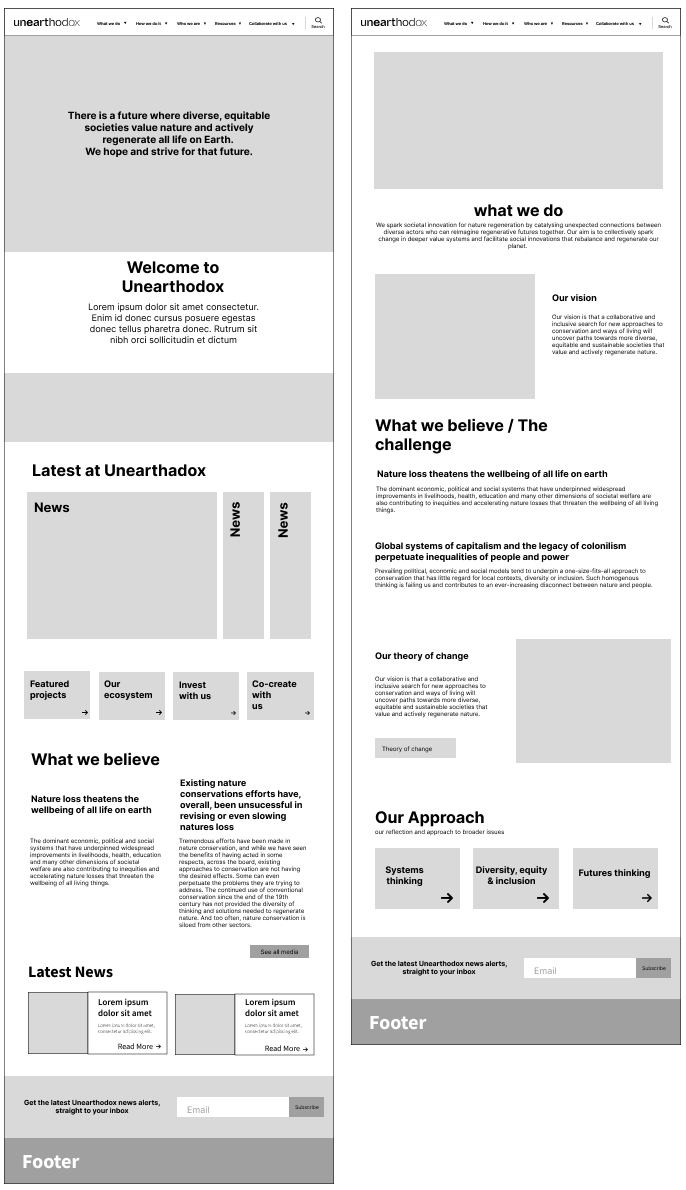 unearthodox What we do How we do it Who we are Resources Collaborate with us Search
There is a future where diverse, equitable
societies value nature and actively
regenerate all life on Earth.
We hope and strive for that future.
Welcome to
Unearthodox
Lorem ipsum dolor sit amet consectetur.
Enim id donec cursus posuere egestas
donec tellus pharetra donec. Rutrum sit
nibh orci sollicitudin et dictum
Latest at Unearthadox
News
News
News
Featured
projects
Our
ecosystem
Invest
with us
Co-create
with
us
What we believe
Nature loss theatens the
wellbeing of all life on earth
The dominant economic, political and social
systems that have underpinned widespread
improvements in livelihoods, health, education
and many other dimensions of societal
welfare are also contributing to inequities and
accelerating nature losses that threaten the
wellbeing of all living things.
Existing nature
conservations efforts have,
overall, been unsucessful in
revising or even slowing
natures loss
Tremendous efforts have been made in
nature conservation, and while we have seen
the benefits of having acted in some
respects, across the board, existing
approaches to conservation are not having
the desired effects. Some can even
perpetuate the problems they are trying to
address. The continued use of conventional
conservation since the end of the 19th
century has not provided the diversity of
thinking and solutions needed to regenerate
nature. And too often, nature conservation is
siloed from other sectors.
See all media
Latest News
Lorem ipsum
dolor sit amet
Lorem ipsum dolor sit amet,
consectetur adipiscing elit.
Read More →
Lorem ipsum
dolor sit amet
Lorem ipsum dolor sit amet,
consectetur adipiscing elit.
Read More →
Get the latest Unearthodox news alerts,
straight to your inbox
Email
Subscribe
Footer
unearthodox What we do How we do it Who we are Resources Collaborate with us Search
what we do
We spark societal innovation for nature regeneration by catalysing unexpected connections between
diverse actors who can reimagine regenerative futures together. Our aim is to collectively spark
change in deeper value systems and facilitate social innovations that rebalance and regenerate our
planet.
Our vision
Our vision is that a collaborative and
inclusive search for new approaches to
conservation and ways of living will
uncover paths towards more diverse,
equitable and sustainable societies that
value and actively regenerate nature.
What we believe / The
challenge
Nature loss theatens the wellbeing of all life on earth
The dominant economic, political and social systems that have underpinned widespread
improvements in livelihoods, health, education and many other dimensions of societal welfare are
also contributing to inequities and accelerating nature losses that threaten the wellbeing of all living
things.
Global systems of capitalism and the legacy of colonilism
perpetuate inequalities of people and power
Prevailing political, economic and social models tend to underpin a one-size-fits-all approach to
conservation that has little regard for local contexts, diversity or inclusion. Such homogenous
thinking is failing us and contributes to an ever-increasing disconnect between nature and people.
Our theory of change
Our vision is that a collaborative and
inclusive search for new approaches to
conservation and ways of living will
uncover paths towards more diverse,
equitable and sustainable societies that
value and actively regenerate nature.
Theory of change
Our Approach
our reflection and approach to broader issues
Systems
thinking
Diversity, equity
& inclusion
Futures thinking
Get the latest Unearthodox news alerts,
straight to your inbox
Email
Subscribe
Footer